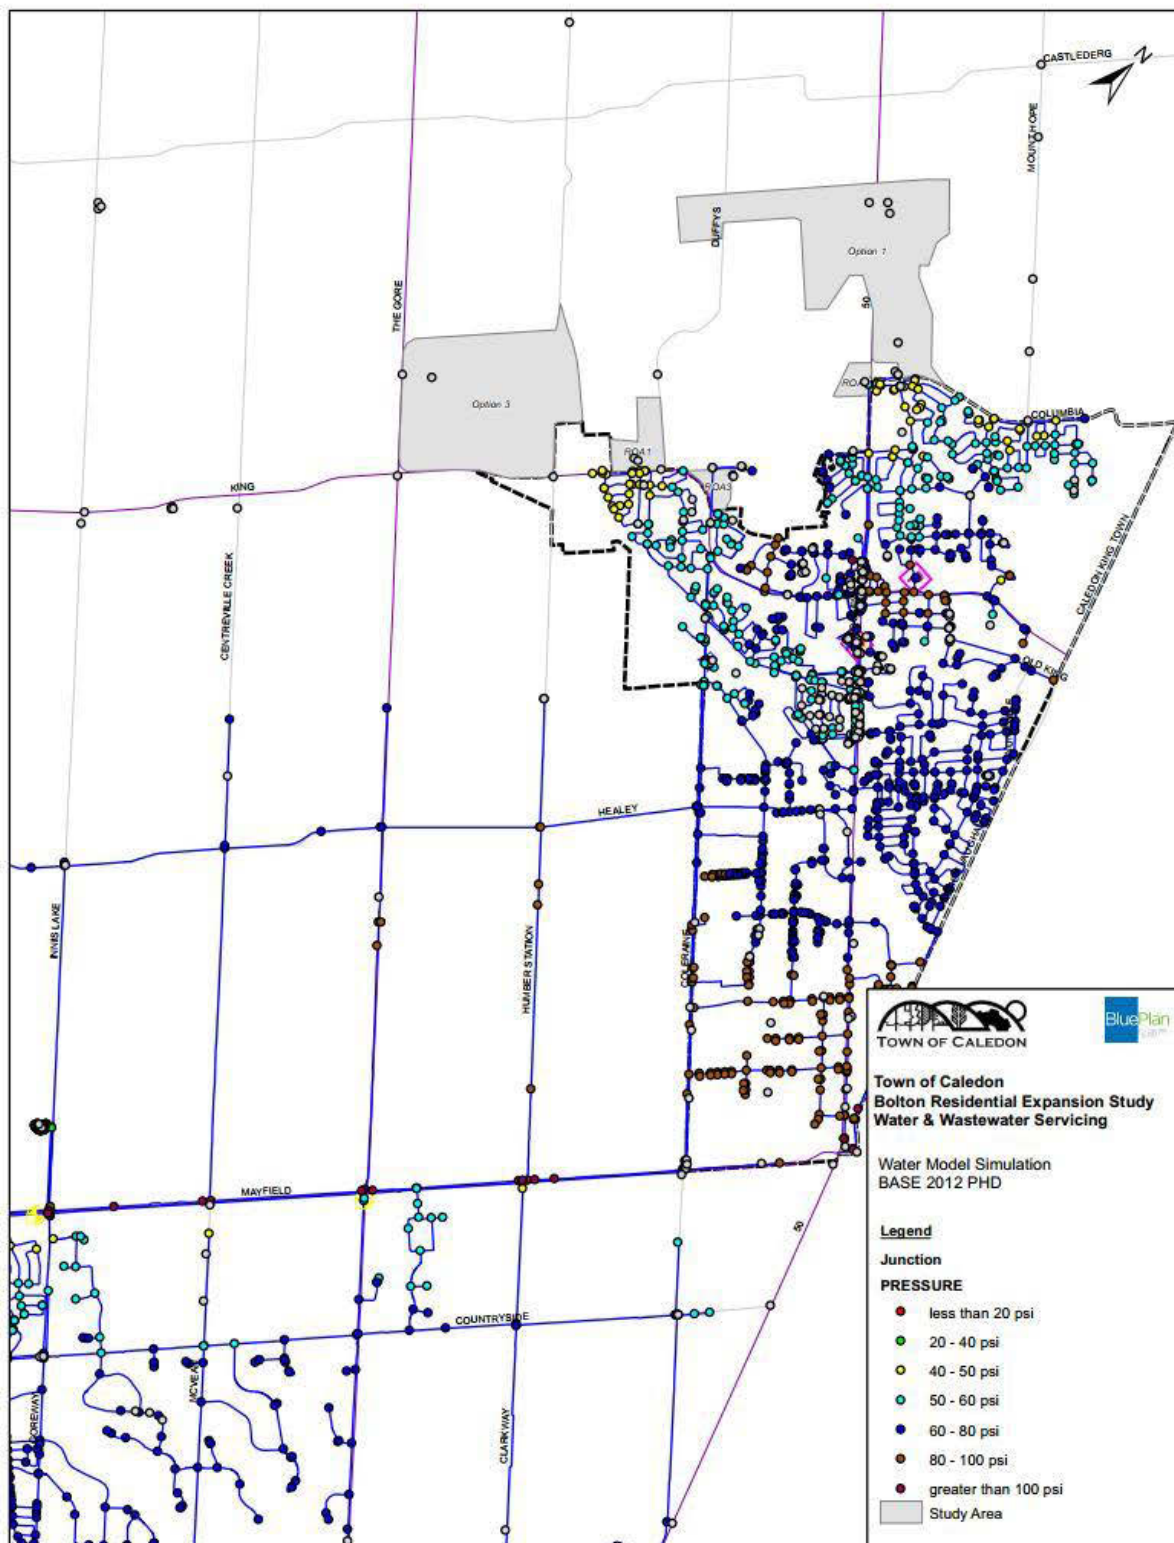 CASTLEDERG
N
MOUNT HOPE
DUFFYS
Option 1
THE GORE
50
Option 3
ROA1
ROA3
COLUMBIA
KING
CENTREVILLE CREEK
CALEDON KING TOWN
OLD KING
HEALEY
INNIS LAKE
HUMBER STATION
COLERAINE
MAYFIELD
50
COUNTRYSIDE
CLARKWAY
TOWN OF CALEDON
BluePlan
Town of Caledon
Bolton Residential Expansion Study
Water & Wastewater Servicing
Water Model Simulation
BASE 2012 PHD
Legend
Junction
PRESSURE
less than 20 psi
20 - 40 psi
40 - 50 psi
50 - 60 psi
60 - 80 psi
80 - 100 psi
greater than 100 psi
Study Area